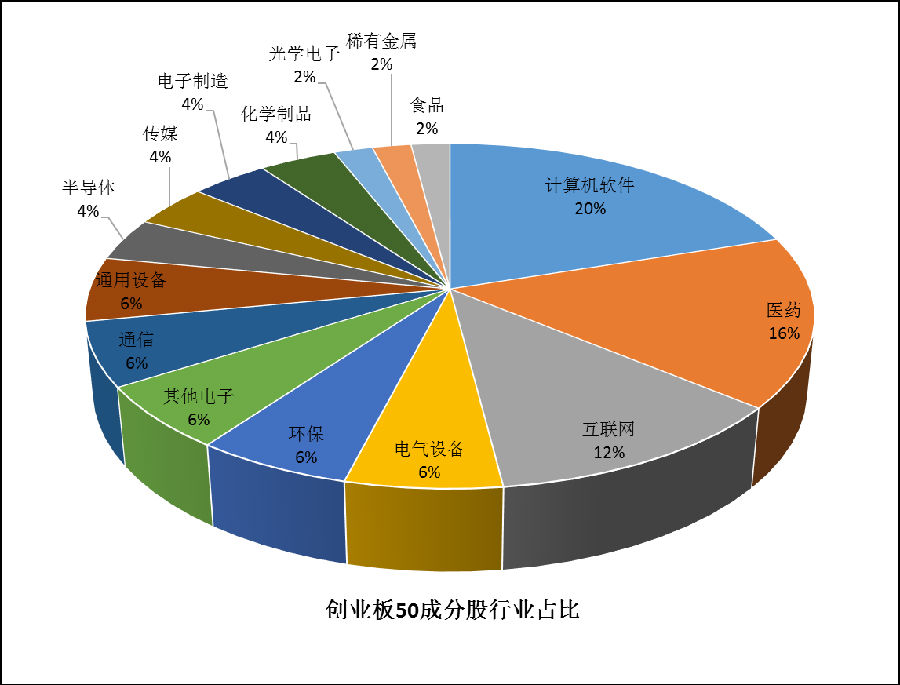 稀有金属
2%
光学电子
2%
电子制造
4%
食品
2%
化学制品
4%
传媒
4%
半导体
4%
计算机软件
20%
通用设备
6%
医药
16%
通信
6%
其他电子
6%
环保
6%
电气设备
6%
互联网
12%
创业板50成分股行业占比